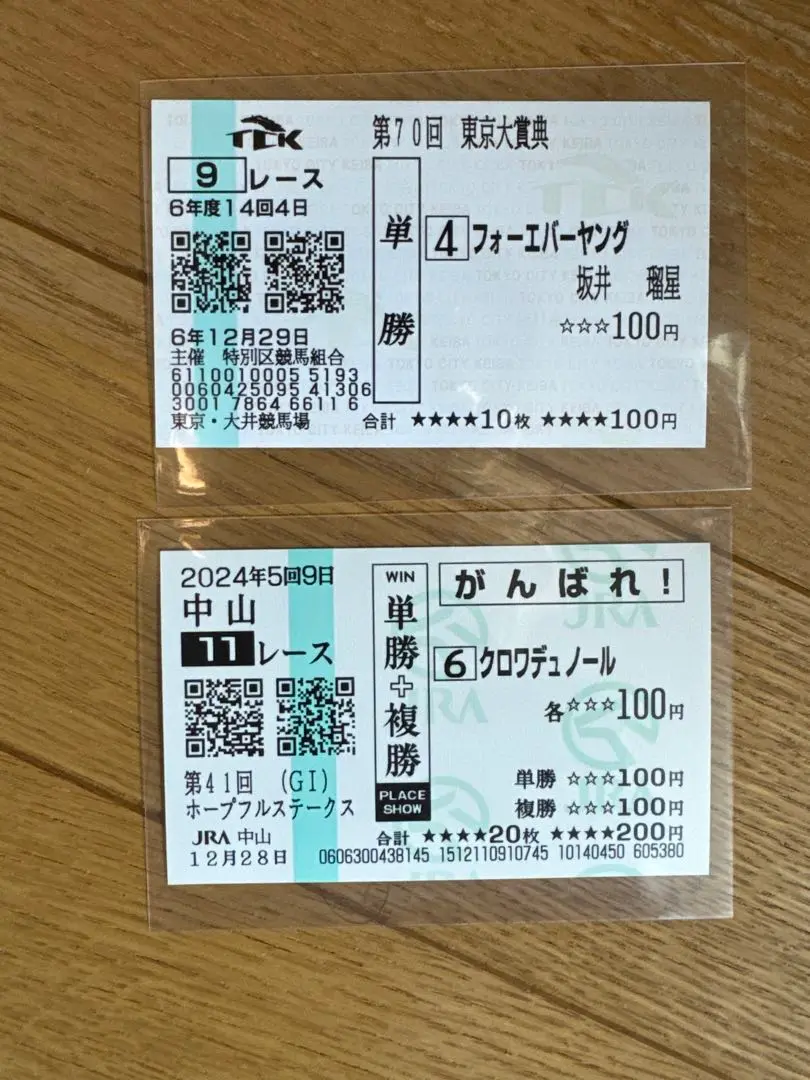 TCK
第70回 東京大賞典
9 レース
6年度14回4日
単勝
4 フォーエバーヤング
坂井 瑠星
☆☆☆100円
6年12月29日
主催 特別区競馬組合
6110010005 5193
0060425095 41306
3001 7864 6611 6
東京・大井競馬場
合計 ★★★★10枚 ★★★★100円
2024年5回9日
中山
11 レース
第41回 (GI)
ホープフルステークス
JRA 中山
12月28日
WIN
単勝+複勝
PLACE
SHOW
がんばれ!
6 クロワデュノール
各☆☆☆100円
単勝 ☆☆☆100円
複勝 ☆☆☆100円
合計 ★★★★20枚 ★★★★200円
0606300438145 1512110910745 10140450 605380
JRA